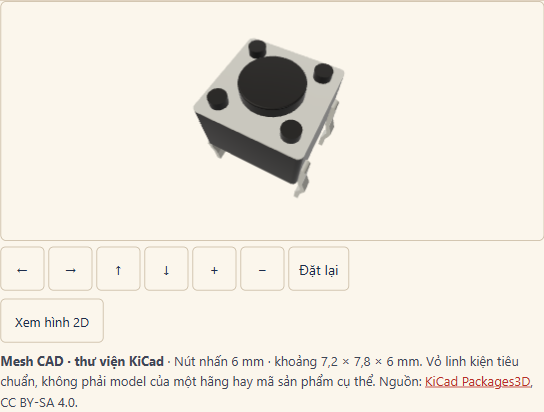 ← → ↑ ↓ + − Đặt lại
Xem hình 2D
Mesh CAD · thư viện KiCad · Nút nhấn 6 mm · khoảng 7,2 × 7,8 × 6 mm. Vỏ linh kiện tiêu
chuẩn, không phải model của một hãng hay mã sản phẩm cụ thể. Nguồn: KiCad Packages3D,
CC BY-SA 4.0.